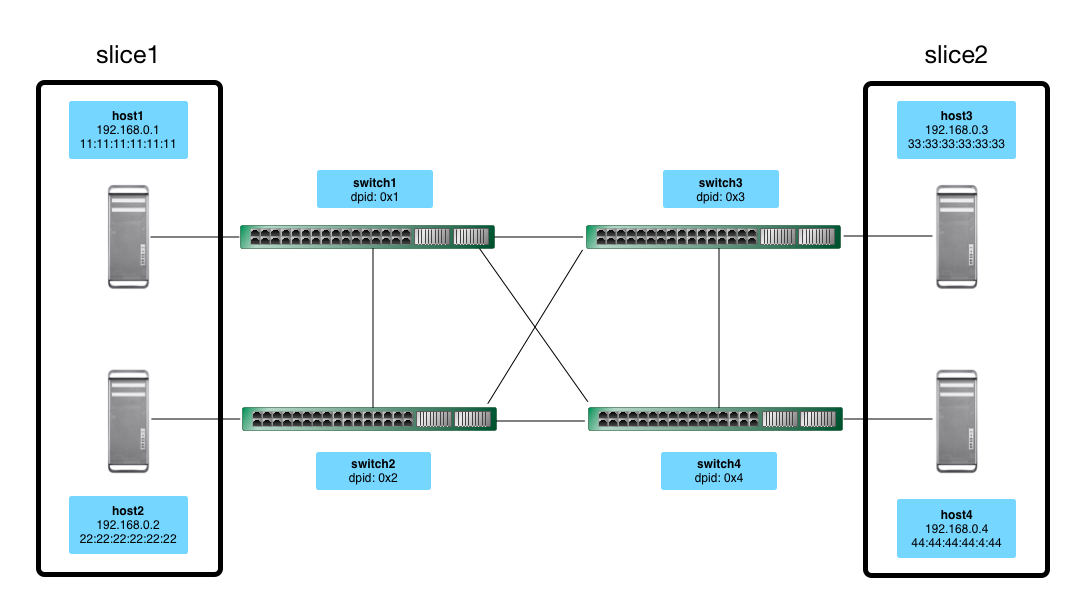 slice1
slice2
host1
192.168.0.1
11:11:11:11:11:11
host3
192.168.0.3
33:33:33:33:33:33
switch1
dpid: 0x1
switch3
dpid: 0x3
switch2
dpid: 0x2
switch4
dpid: 0x4
host2
192.168.0.2
22:22:22:22:22:22
host4
192.168.0.4
44:44:44:44:4:44